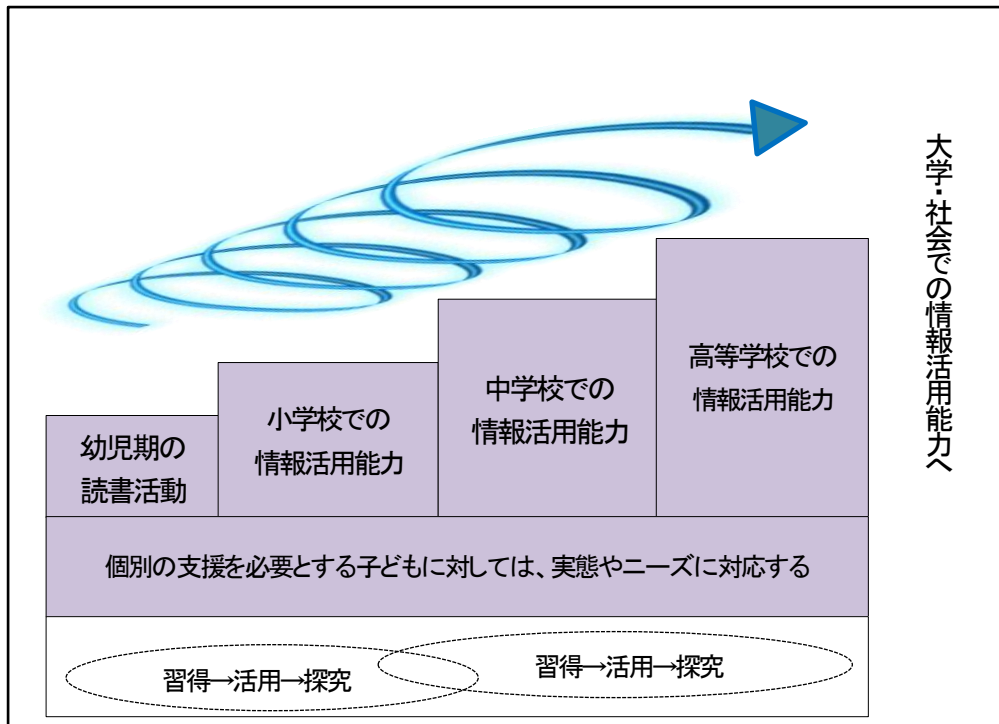 幼児期の
読書活動
小学校での
情報活用能力
中学校での
情報活用能力
高等学校での
情報活用能力
大学・社会での情報活用能力へ
個別の支援を必要とする子どもに対しては、実態やニーズに対応する
習得→活用→探究
習得→活用→探究